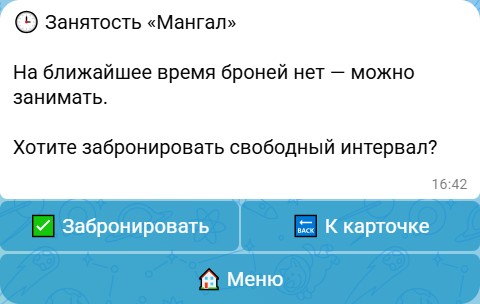 🕒 Занятость «Мангал»
На ближайшее время броней нет — можно
занимать.
Хотите забронировать свободный интервал?
16:42
✅ Забронировать
🔙 К карточке
🏠 Меню